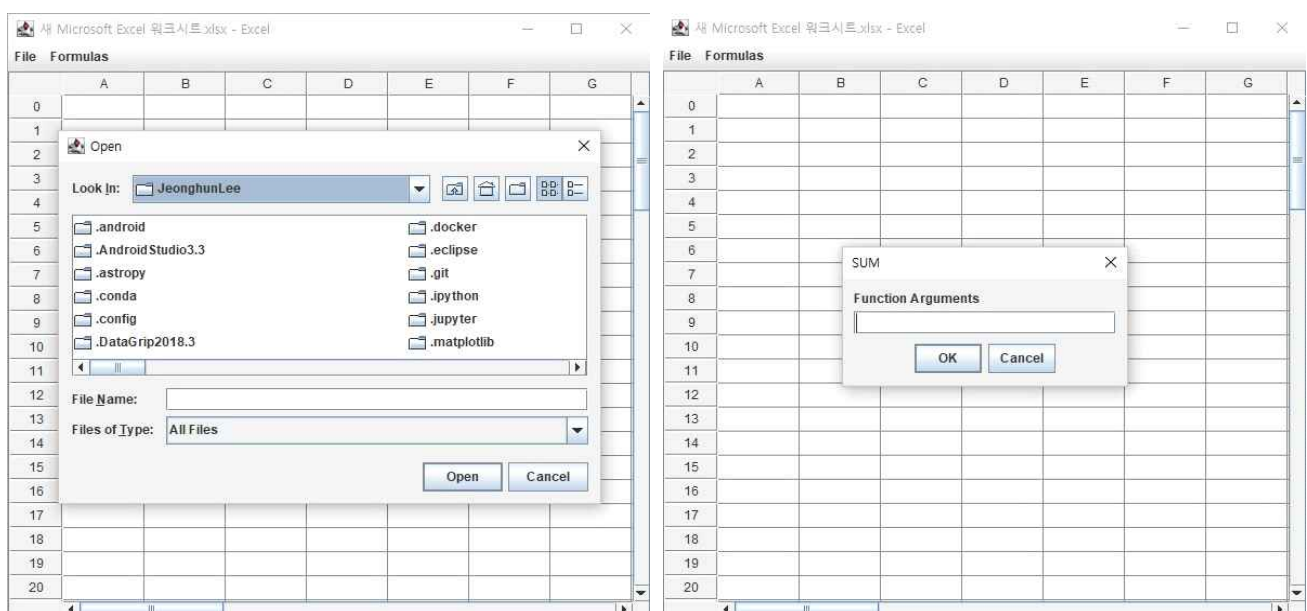 새 Microsoft Excel 워크시트.xlsx - Excel
File Formulas
A B C D E F G
0
1
2
3
4
5
6
7
8
9
10
11
12
13
14
15
16
17
18
19
20
Open
Look In: JeonghunLee
.android .docker
.AndroidStudio3.3 .eclipse
.astropy .git
.conda .ipython
.config .jupyter
.DataGrip2018.3 .matplotlib
File Name:
Files of Type: All Files
Open Cancel
새 Microsoft Excel 워크시트.xlsx - Excel
File Formulas
A B C D E F G
0
1
2
3
4
5
6
7
8
9
10
11
12
13
14
15
16
17
18
19
20
SUM
Function Arguments
OK Cancel